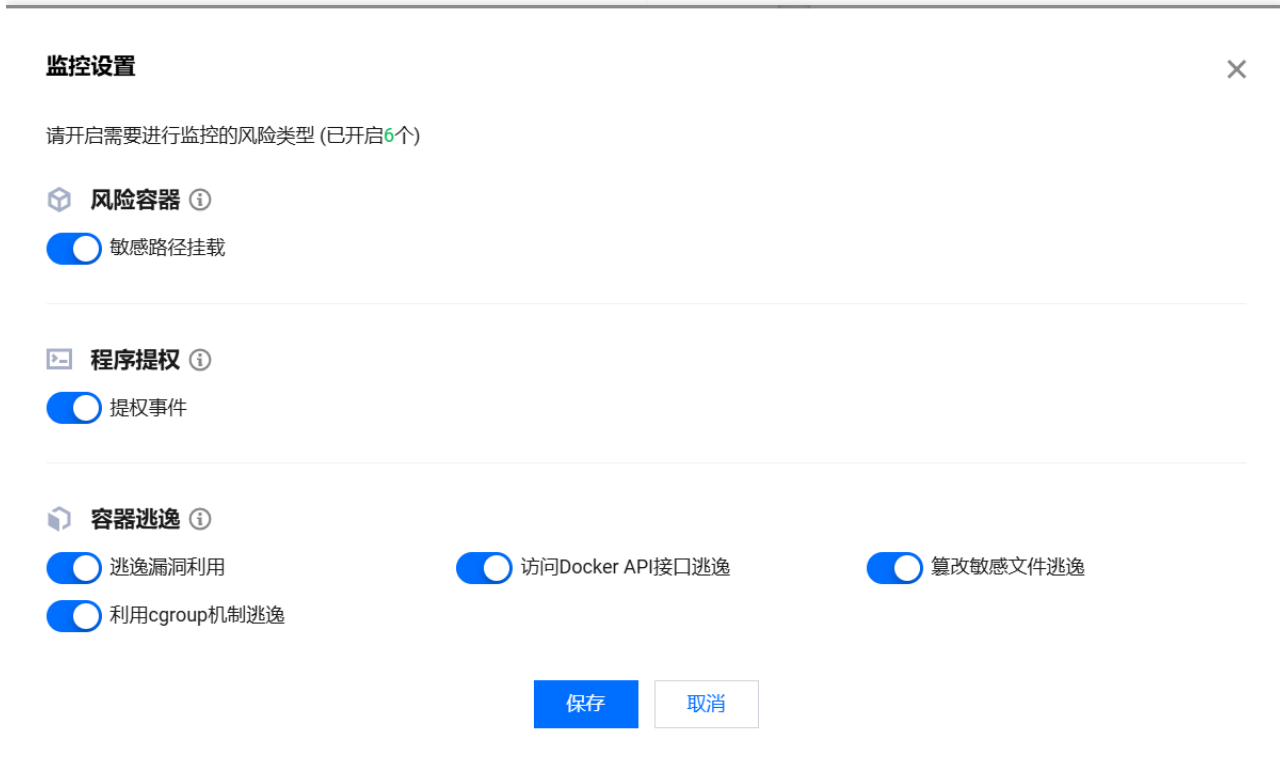 监控设置
请开启需要进行监控的风险类型 (已开启6个)
风险容器
敏感路径挂载
程序提权
提权事件
容器逃逸
逃逸漏洞利用 访问Docker API接口逃逸 篡改敏感文件逃逸
利用cgroup机制逃逸
保存 取消